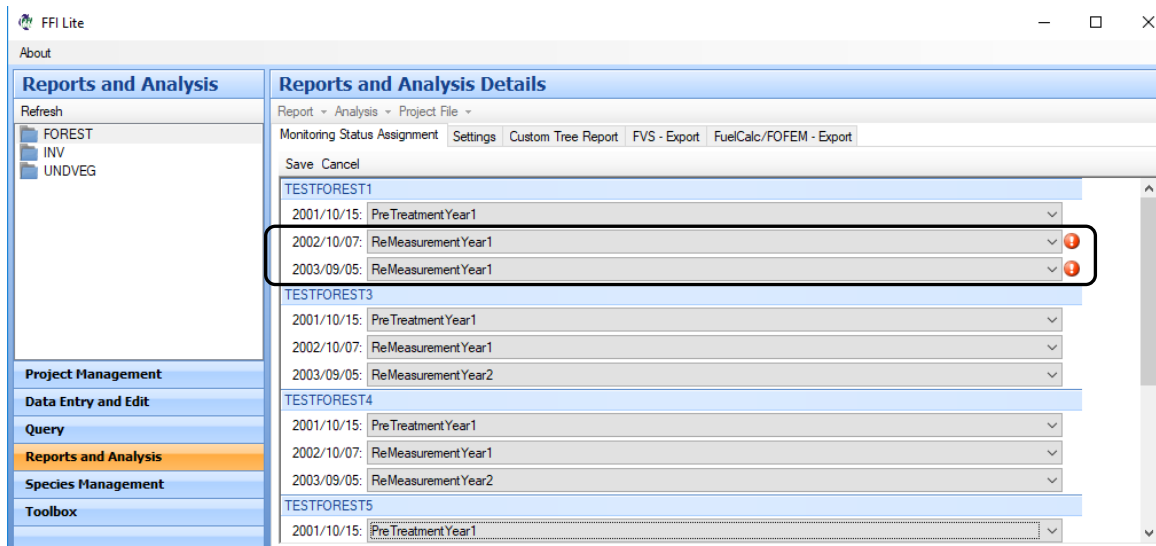 FFI Lite
About
Reports and Analysis
Refresh
FOREST
INV
UNDVEG
Project Management
Data Entry and Edit
Query
Reports and Analysis
Species Management
Toolbox
Reports and Analysis Details
Report Analysis Project File
Monitoring Status Assignment Settings Custom Tree Report FVS - Export FuelCalc/FOFEM - Export
Save Cancel
TESTFOREST1
2001/10/15: PreTreatmentYear1
2002/10/07: ReMeasurementYear1
2003/09/05: ReMeasurementYear1
TESTFOREST3
2001/10/15: PreTreatmentYear1
2002/10/07: ReMeasurementYear1
2003/09/05: ReMeasurementYear2
TESTFOREST4
2001/10/15: PreTreatmentYear1
2002/10/07: ReMeasurementYear1
2003/09/05: ReMeasurementYear2
TESTFOREST5
2001/10/15: PreTreatmentYear1